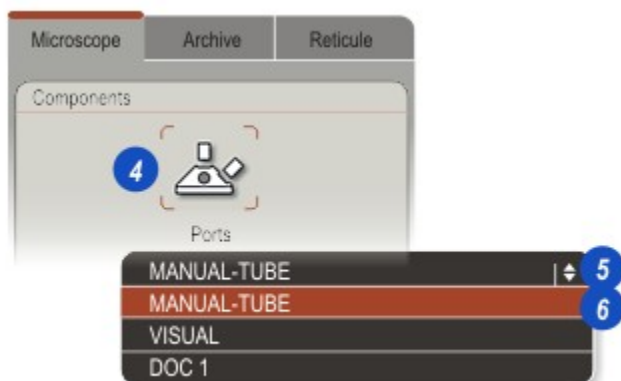 Microscope Archive Reticule
Components
4
Ports
MANUAL-TUBE 5
MANUAL-TUBE 6
VISUAL
DOC 1